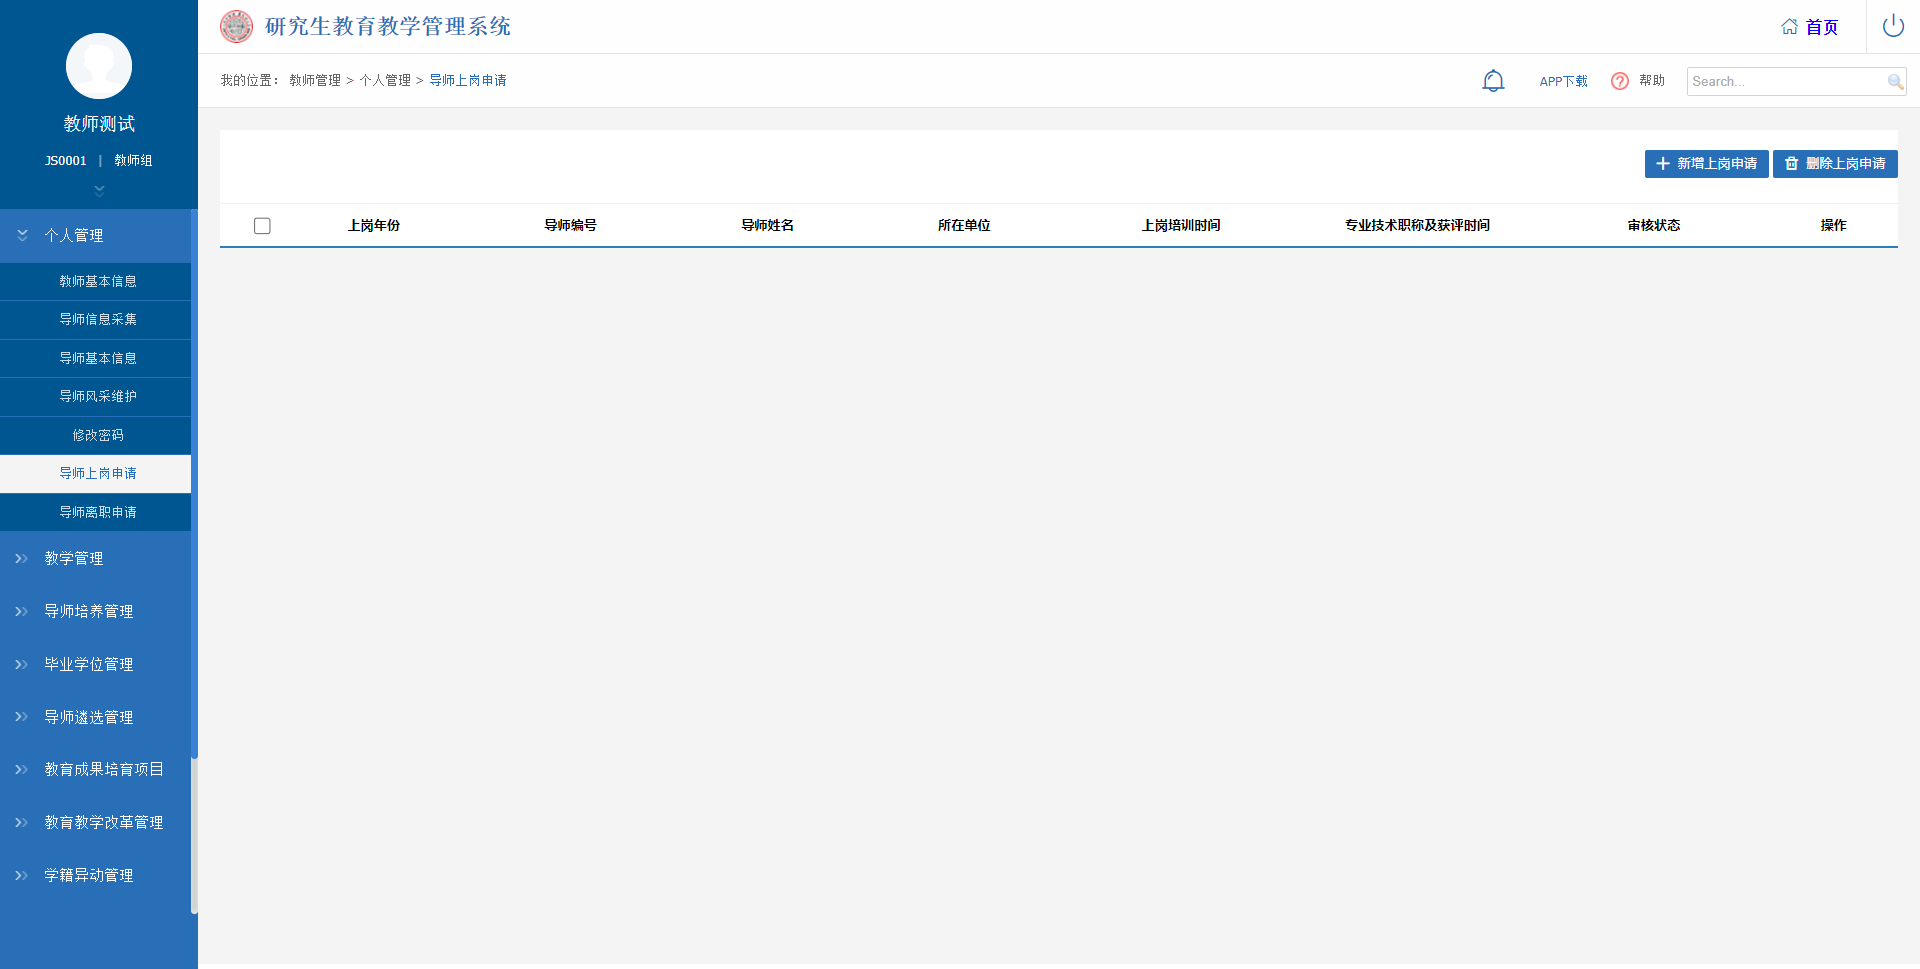 研究生教育教学管理系统
首页
我的位置： 教师管理 > 个人管理 > 导师上岗申请
APP下载
帮助
Search...
教师测试
JS0001 | 教师组
个人管理
教师基本信息
导师信息采集
导师基本信息
导师风采维护
修改密码
导师上岗申请
导师离职申请
教学管理
导师培养管理
毕业学位管理
导师遴选管理
教育成果培育项目
教育教学改革管理
学籍异动管理
新增上岗申请 删除上岗申请
上岗年份 导师编号 导师姓名 所在单位 上岗培训时间 专业技术职称及获评时间 审核状态 操作